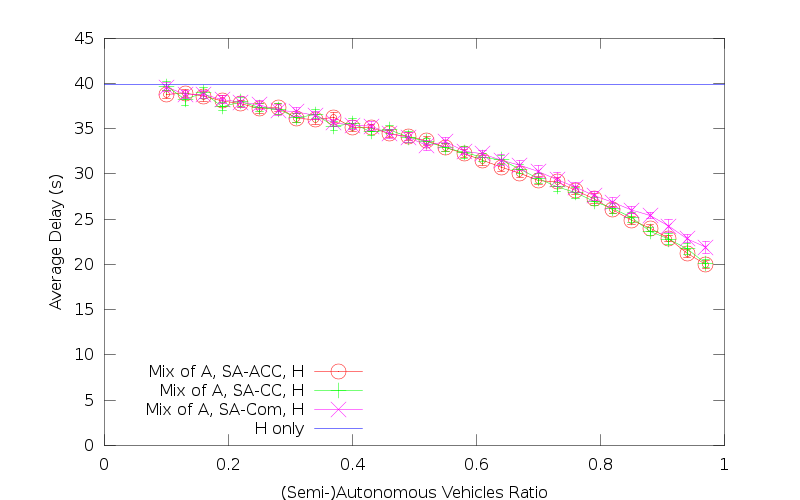 45
40
35
30
25
20
15
10
5
0
Average Delay (s)
Mix of A, SA-ACC, H
Mix of A, SA-CC, H
Mix of A, SA-Com, H
H only
0 0.2 0.4 0.6 0.8 1
(Semi-)Autonomous Vehicles Ratio